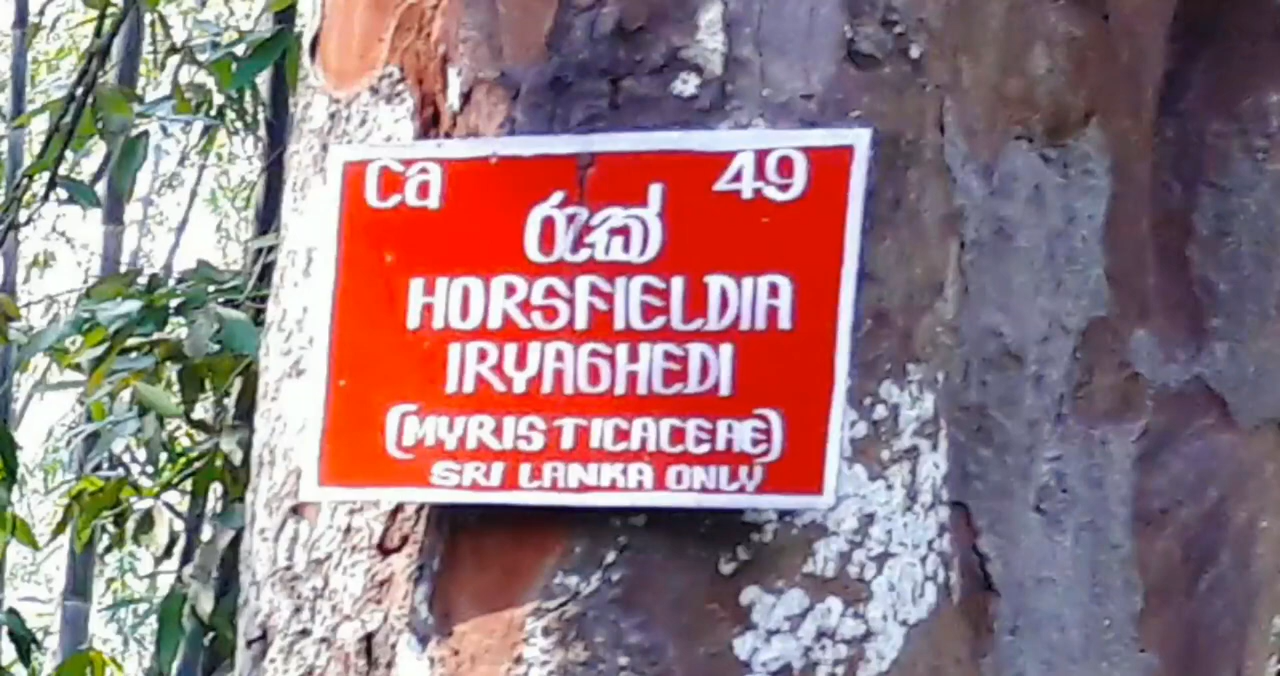 Ca 49
රුක්
HORSFIELDIA
IRYAGHEDI
(MYRISTICACEAE)
SRI LANKA ONLY